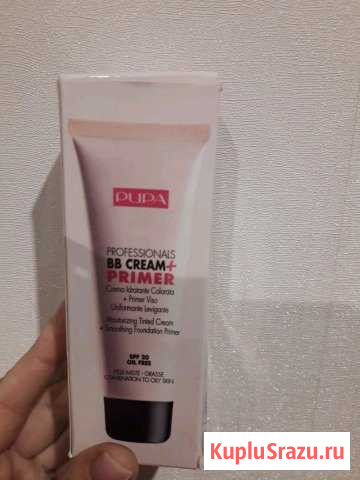 PUPA
PROFESSIONALS
BB CREAM+
PRIMER
Crema Idratante Colorata
+ Primer Viso
Uniformante Levigante
Moisturizing Tinted Cream
+ Smoothing Foundation Primer
SPF 20
OIL FREE
PELLI MISTE - GRASSE
COMBINATION TO OILY SKIN
KupluSrazu.ru